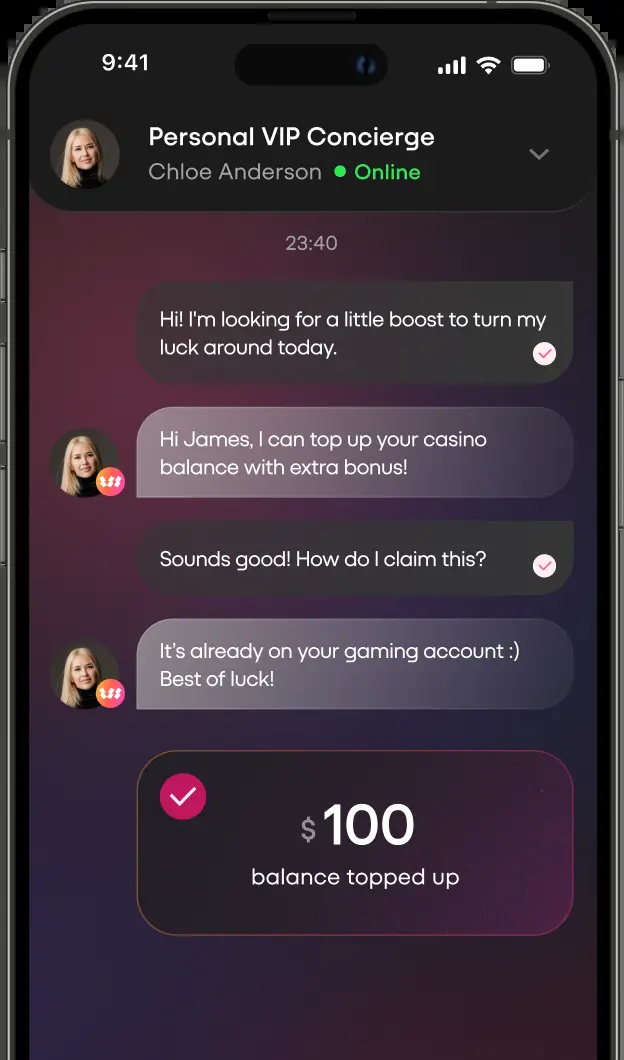 9:41
Personal VIP Concierge
Chloe Anderson Online
23:40
Hi! I'm looking for a little boost to turn my
luck around today.
Hi James, I can top up your casino
balance with extra bonus!
Sounds good! How do I claim this?
It’s already on your gaming account :)
Best of luck!
$100
balance topped up